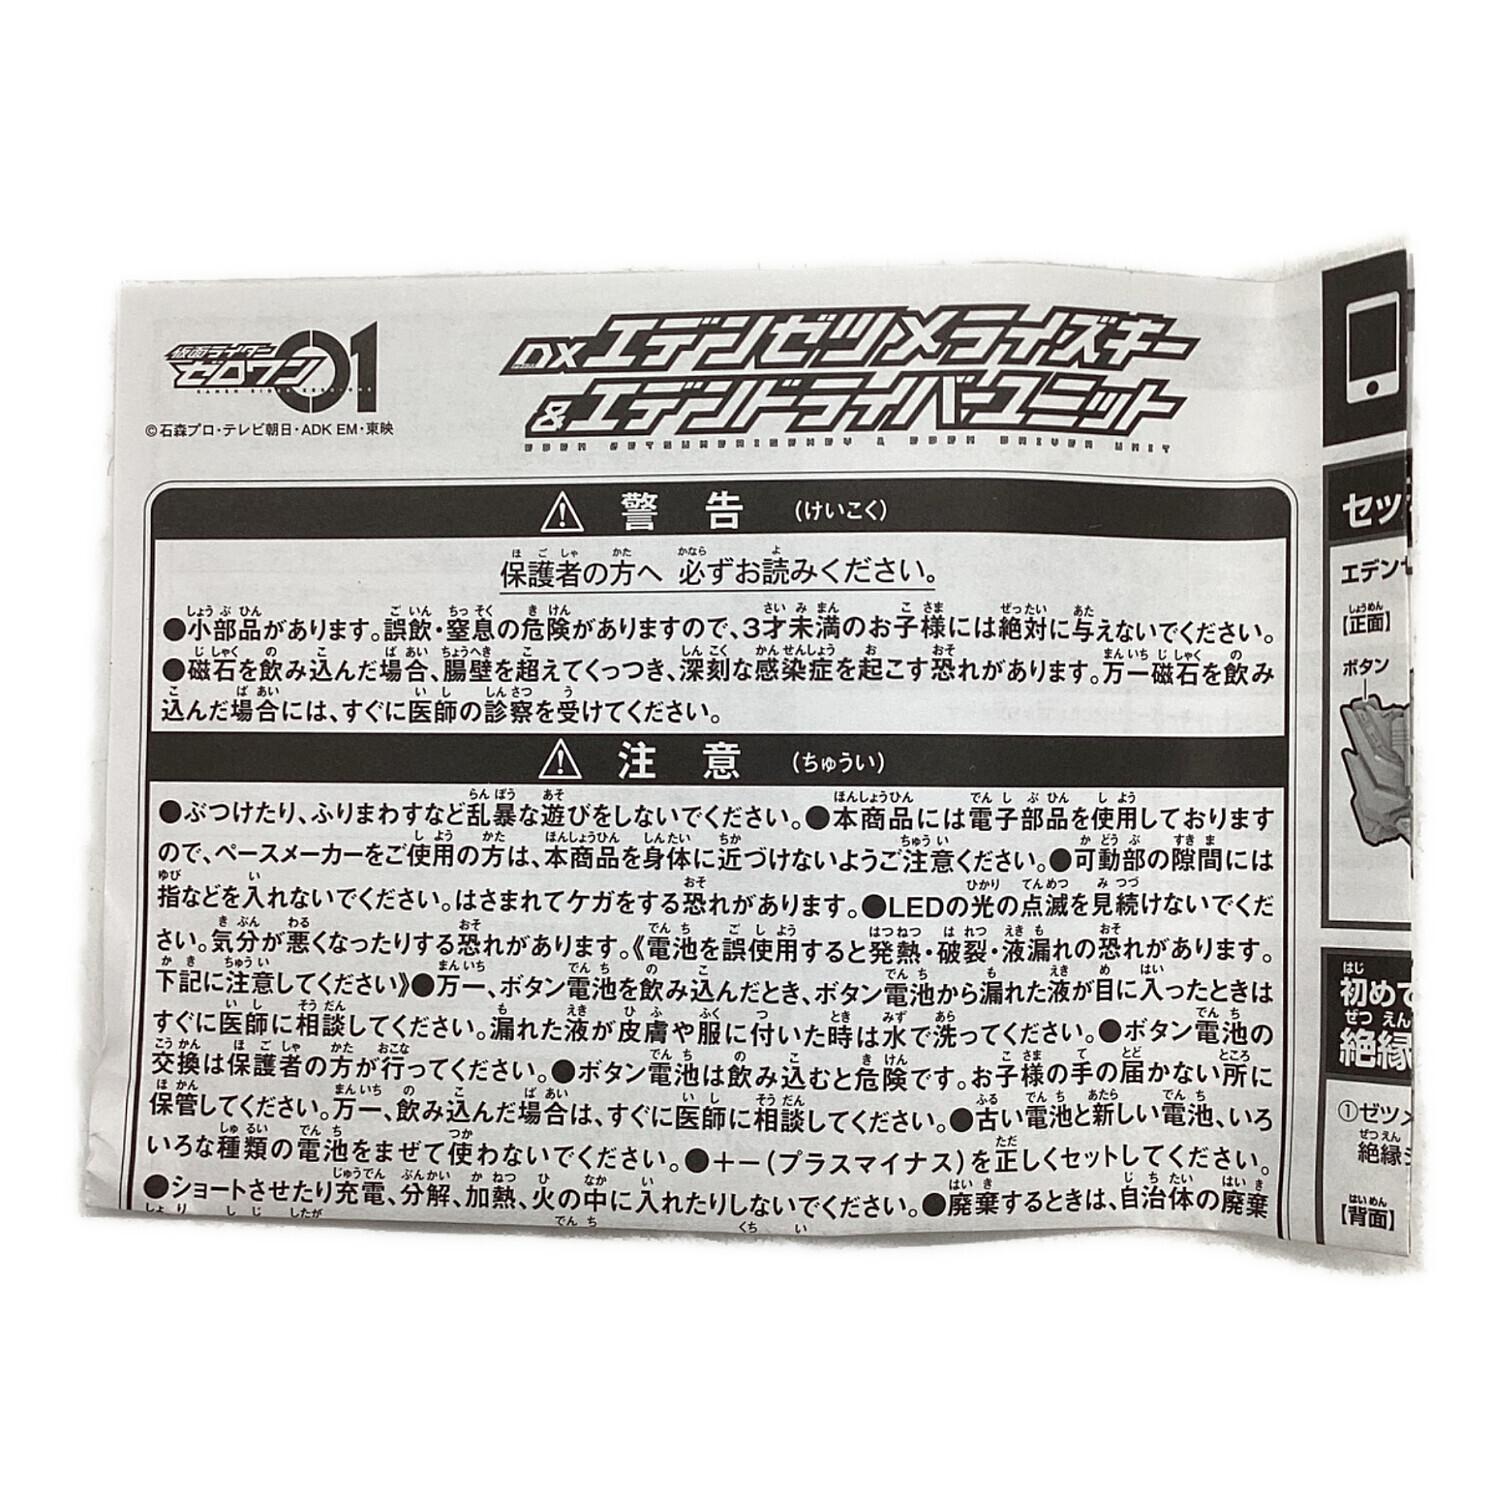 仮面ライダー
ゼロワン01
©石森プロ・テレビ朝日・ADK EM・東映
DXエデンゼツメライズキー
&エデンドライバーユニット
EDEN ZETSUMERISEKEY & EDEN DRIVER UNIT
⚠ 警告 (けいこく)
保護者の方へ 必ずお読みください。
●小部品があります。誤飲・窒息の危険がありますので、3才未満のお子様には絶対に与えないでください。
●磁石を飲み込んだ場合、腸壁を超えてくっつき、深刻な感染症を起こす恐れがあります。万一磁石を飲み
込んだ場合には、すぐに医師の診察を受けてください。
⚠ 注意 (ちゅうい)
●ぶつけたり、ふりまわすなど乱暴な遊びをしないでください。●本商品には電子部品を使用しております
ので、ペースメーカーをご使用の方は、本商品を身体に近づけないようご注意ください。●可動部の隙間には
指などを入れないでください。はさまれてケガをする恐れがあります。●LEDの光の点滅を見続けないでくだ
さい。気分が悪くなったりする恐れがあります。《電池を誤使用すると発熱・破裂・液漏れの恐れがあります。
下記に注意してください》●万一、ボタン電池を飲み込んだとき、ボタン電池から漏れた液が目に入ったときは
すぐに医師に相談してください。漏れた液が皮膚や服に付いた時は水で洗ってください。●ボタン電池の
交換は保護者の方が行ってください。●ボタン電池は飲み込むと危険です。お子様の手の届かない所に
保管してください。万一、飲み込んだ場合は、すぐに医師に相談してください。●古い電池と新しい電池、いろ
いろな種類の電池をまぜて使わないでください。●+−(プラスマイナス)を正しくセットしてください。
●ショートさせたり充電、分解、加熱、火の中に入れたりしないでください。●廃棄するときは、自治体の廃棄
セッ
エデンゼ
【正面】
ボタン
初めて
絶縁
①ゼツメ
絶縁シ
【背面】